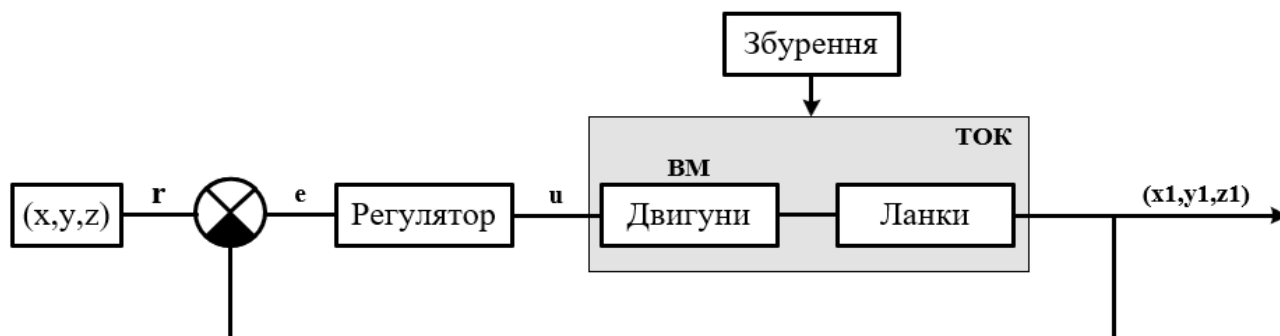 Збурення
ТОК
ВМ
(x,y,z)
r
e
Регулятор
u
Двигуни
Ланки
(x1,y1,z1)